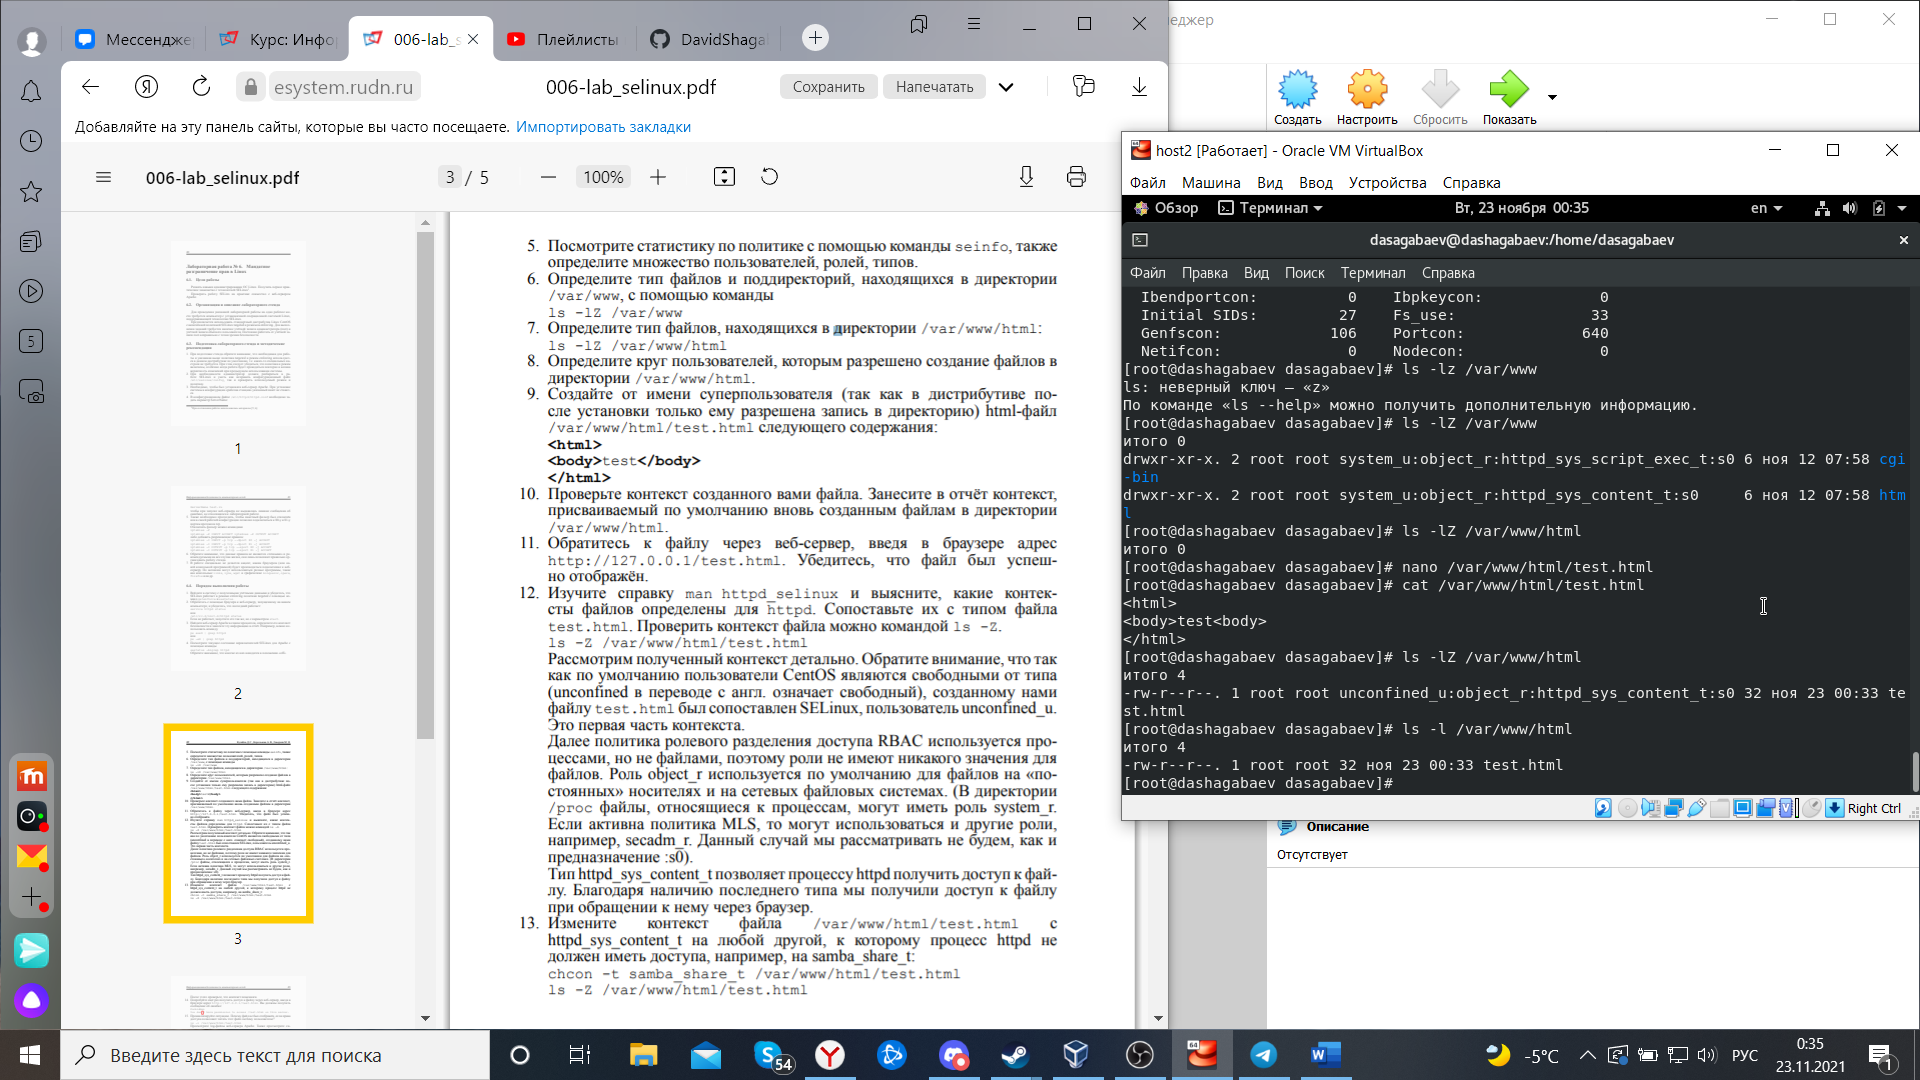 Мессендже
Курс: Инфо
006-lab_s
Плейлисты
DavidShaga
esystem.rudn.ru
006-lab_selinux.pdf
Сохранить
Напечатать
Добавляйте на эту панель сайты, которые вы часто посещаете. Импортировать закладки
006-lab_selinux.pdf
3 / 5
100%
5
1
2
3
5. Посмотрите статистику по политике с помощью команды seinfo, также
определите множество пользователей, ролей, типов.
6. Определите тип файлов и поддиректорий, находящихся в директории
/var/www, с помощью команды
ls -lZ /var/www
7. Определите тип файлов, находящихся в директории /var/www/html:
ls -lZ /var/www/html
8. Определите круг пользователей, которым разрешено создание файлов в
директории /var/www/html.
9. Создайте от имени суперпользователя (так как в дистрибутиве по-
сле установки только ему разрешена запись в директорию) html-файл
/var/www/html/test.html следующего содержания:
<html>
<body>test</body>
</html>
10. Проверьте контекст созданного вами файла. Занесите в отчёт контекст,
присваиваемый по умолчанию вновь созданным файлам в директории
/var/www/html.
11. Обратитесь к файлу через веб-сервер, введя в браузере адрес
http://127.0.0.1/test.html. Убедитесь, что файл был успеш-
но отображён.
12. Изучите справку man httpd_selinux и выясните, какие контек-
сты файлов определены для httpd. Сопоставьте их с типом файла
test.html. Проверить контекст файла можно командой ls -Z.
ls -Z /var/www/html/test.html
Рассмотрим полученный контекст детально. Обратите внимание, что так
как по умолчанию пользователи CentOS являются свободными от типа
(unconfined в переводе с англ. означает свободный), созданному нами
файлу test.html был сопоставлен SELinux, пользователь unconfined_u.
Это первая часть контекста.
Далее политика ролевого разделения доступа RBAC используется про-
цессами, но не файлами, поэтому роли не имеют никакого значения для
файлов. Роль object_r используется по умолчанию для файлов на «по-
стоянных» носителях и на сетевых файловых системах. (В директории
/proc файлы, относящиеся к процессам, могут иметь роль system_r.
Если активна политика MLS, то могут использоваться и другие роли,
например, secadm_r. Данный случай мы рассматривать не будем, как и
предназначение :s0).
Тип httpd_sys_content_t позволяет процессу httpd получить доступ к фай-
лу. Благодаря наличию последнего типа мы получили доступ к файлу
при обращении к нему через браузер.
13. Измените контекст файла /var/www/html/test.html с
httpd_sys_content_t на любой другой, к которому процесс httpd не
должен иметь доступа, например, на samba_share_t:
chcon -t samba_share_t /var/www/html/test.html
ls -Z /var/www/html/test.html
еджер
Создать
Настроить
Сбросить
Показать
host2 [Работает] - Oracle VM VirtualBox
Файл Машина Вид Ввод Устройства Справка
Обзор Терминал Вт, 23 ноября 00:35 en
dasagabaev@dashagabaev:/home/dasagabaev
Файл Правка Вид Поиск Терминал Справка
Ibendportcon: 0 Ibpkeycon: 0
Initial SIDs: 27 Fs_use: 33
Genfscon: 106 Portcon: 640
Netifcon: 0 Nodecon: 0
[root@dashagabaev dasagabaev]# ls -lz /var/www
ls: неверный ключ — «z»
По команде «ls --help» можно получить дополнительную информацию.
[root@dashagabaev dasagabaev]# ls -lZ /var/www
итого 0
drwxr-xr-x. 2 root root system_u:object_r:httpd_sys_script_exec_t:s0 6 ноя 12 07:58 cgi
-bin
drwxr-xr-x. 2 root root system_u:object_r:httpd_sys_content_t:s0 6 ноя 12 07:58 htm
l
[root@dashagabaev dasagabaev]# ls -lZ /var/www/html
итого 0
[root@dashagabaev dasagabaev]# nano /var/www/html/test.html
[root@dashagabaev dasagabaev]# cat /var/www/html/test.html
<html>
<body>test<body>
</html>
[root@dashagabaev dasagabaev]# ls -lZ /var/www/html
итого 4
-rw-r--r--. 1 root root unconfined_u:object_r:httpd_sys_content_t:s0 32 ноя 23 00:33 te
st.html
[root@dashagabaev dasagabaev]# ls -l /var/www/html
итого 4
-rw-r--r--. 1 root root 32 ноя 23 00:33 test.html
[root@dashagabaev dasagabaev]#
Right Ctrl
Описание
Отсутствует
Введите здесь текст для поиска
54
64
-5°C
РУС
0:35
23.11.2021
1